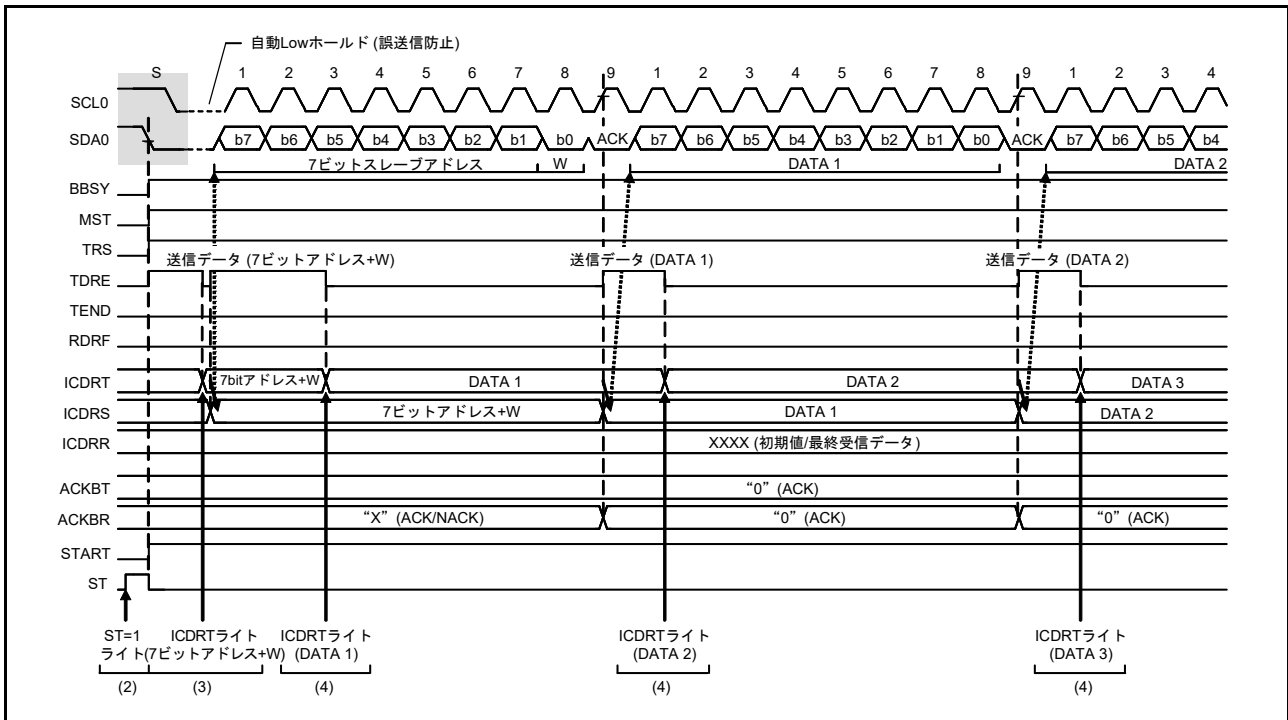 自動Lowホールド (誤送信防止)
S 1 2 3 4 5 6 7 8 9 1 2 3 4 5 6 7 8 9 1 2 3 4
SCL0
SDA0 b7 b6 b5 b4 b3 b2 b1 b0 ACK b7 b6 b5 b4 b3 b2 b1 b0 ACK b7 b6 b5 b4
7ビットスレーブアドレス W DATA 1 DATA 2
BBSY
MST
TRS
送信データ (7ビットアドレス+W) 送信データ (DATA 1) 送信データ (DATA 2)
TDRE
TEND
RDRF
ICDRT 7bitアドレス+W DATA 1 DATA 2 DATA 3
ICDRS 7ビットアドレス+W DATA 1 DATA 2
ICDRR XXXX (初期値/最終受信データ)
ACKBT “0” (ACK)
ACKBR “X” (ACK/NACK) “0” (ACK) “0” (ACK)
START
ST
ST=1 ICDRTライト ICDRTライト ICDRTライト ICDRTライト
ライト (7ビットアドレス+W) (DATA 1) (DATA 2) (DATA 3)
(2) (3) (4) (4) (4)